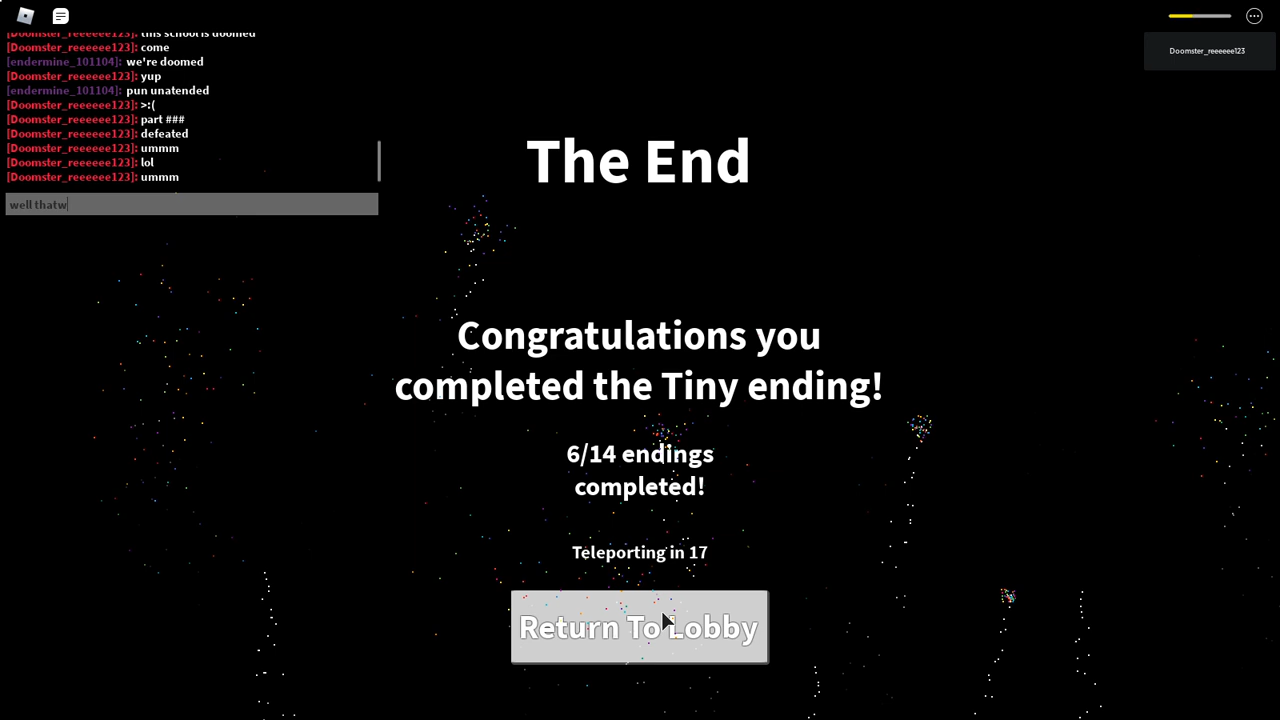 [Doomster_reeeeee123]: this school is doomed
[Doomster_reeeeee123]: come
[endermine_101104]: we're doomed
[Doomster_reeeeee123]: yup
[endermine_101104]: pun unatended
[Doomster_reeeeee123]: >:(
[Doomster_reeeeee123]: part ###
[Doomster_reeeeee123]: defeated
[Doomster_reeeeee123]: ummm
[Doomster_reeeeee123]: lol
[Doomster_reeeeee123]: ummm
well thatw
Doomster_reeeeee123
The End
Congratulations you
completed the Tiny ending!
6/14 endings
completed!
Teleporting in 17
Return To Lobby